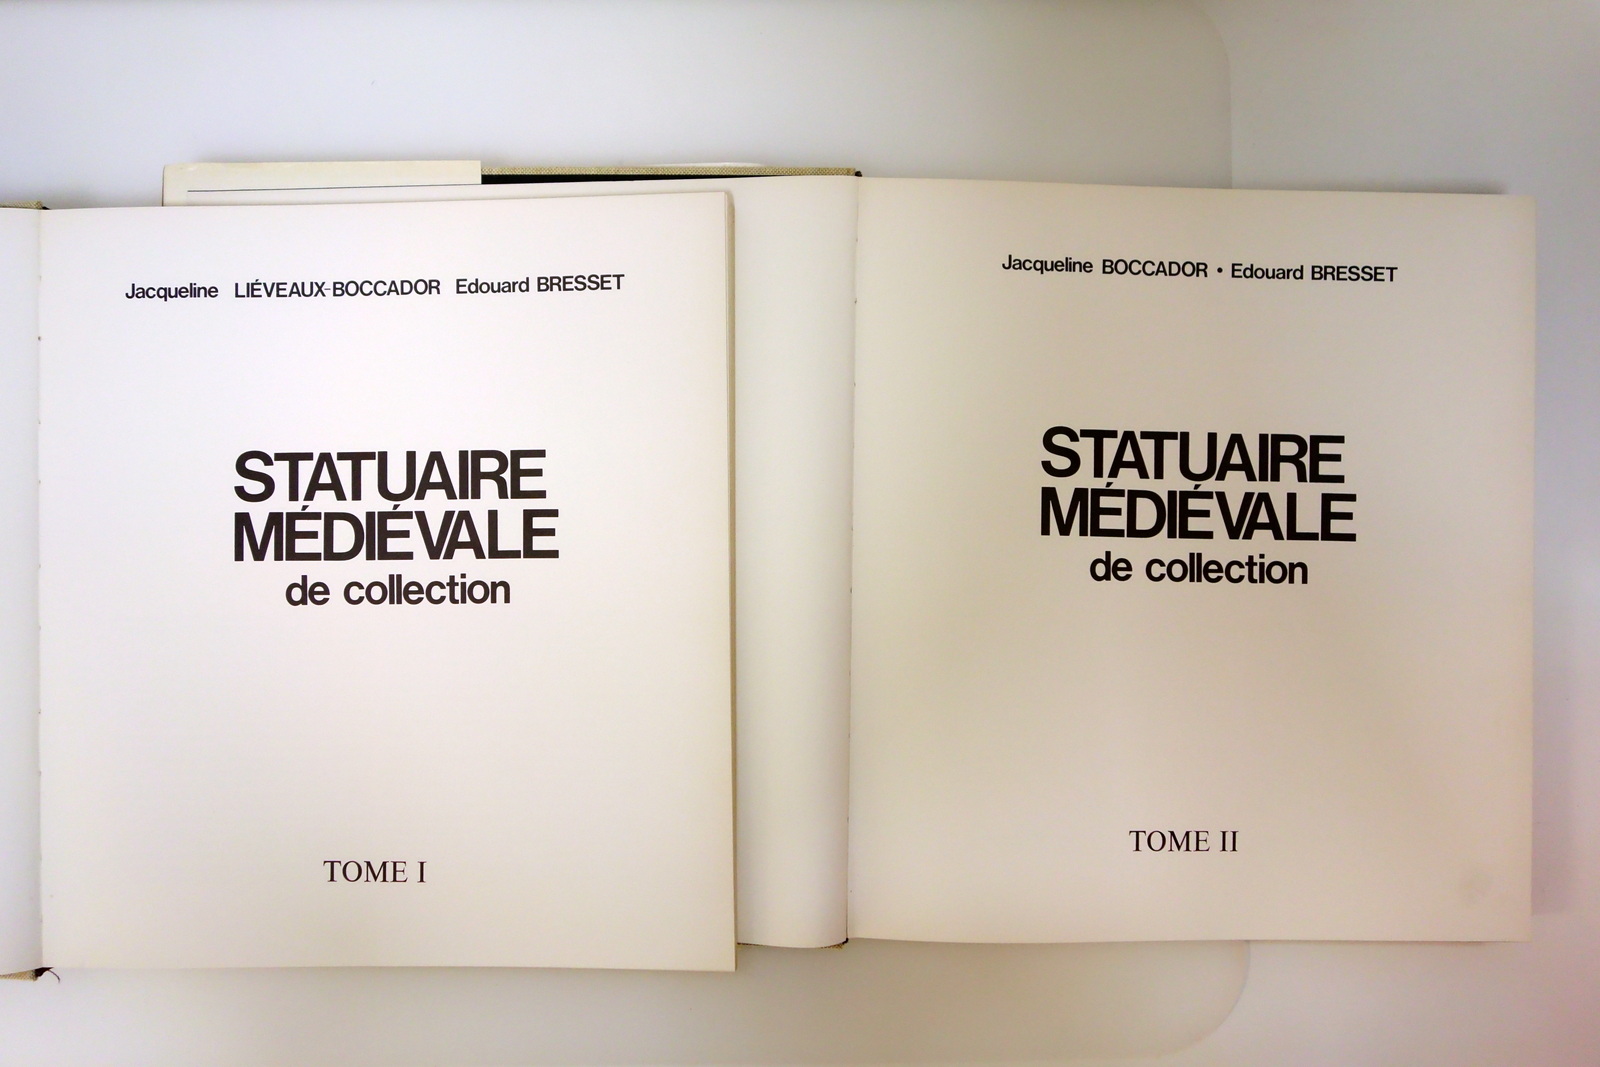 Jacqueline LIÉVEAUX-BOCCADOR Edouard BRESSET
STATUAIRE
MÉDIÉVALE
de collection
TOME I
Jacqueline BOCCADOR • Edouard BRESSET
STATUAIRE
MÉDIÉVALE
de collection
TOME II